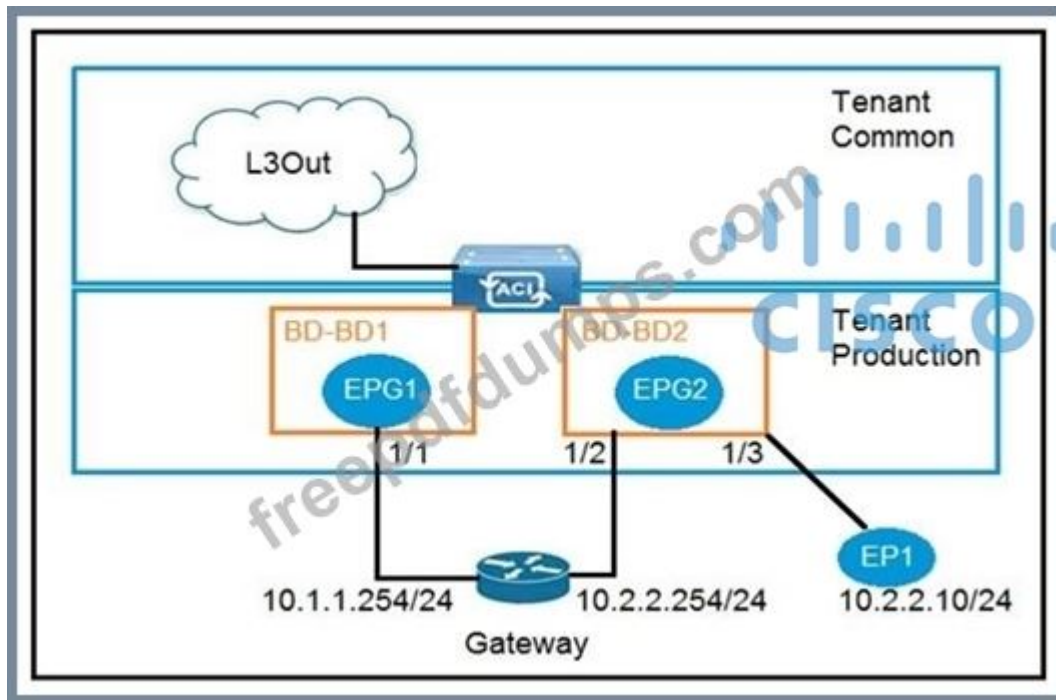 Tenant
Common
L3Out
ACI
CISCO
BD-BD1
BD-BD2
Tenant
Production
EPG1
EPG2
1/1
1/2
1/3
freepdfdumps.com
EP1
10.1.1.254/24
10.2.2.254/24
10.2.2.10/24
Gateway